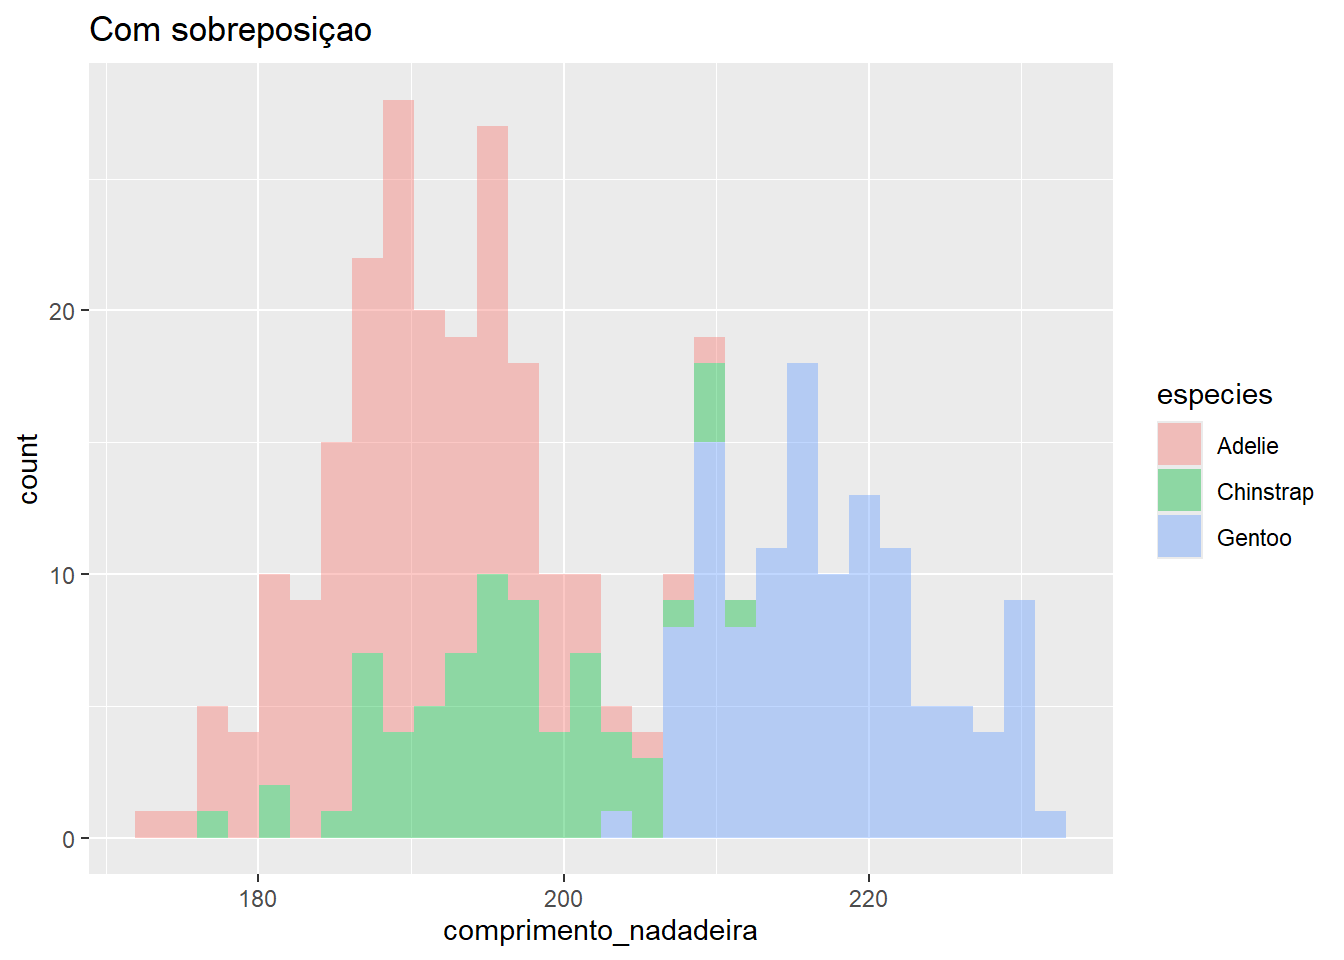 Com sobreposiçao
count
20
10
0
180
200
220
comprimento_nadadeira
especies
Adelie
Chinstrap
Gentoo